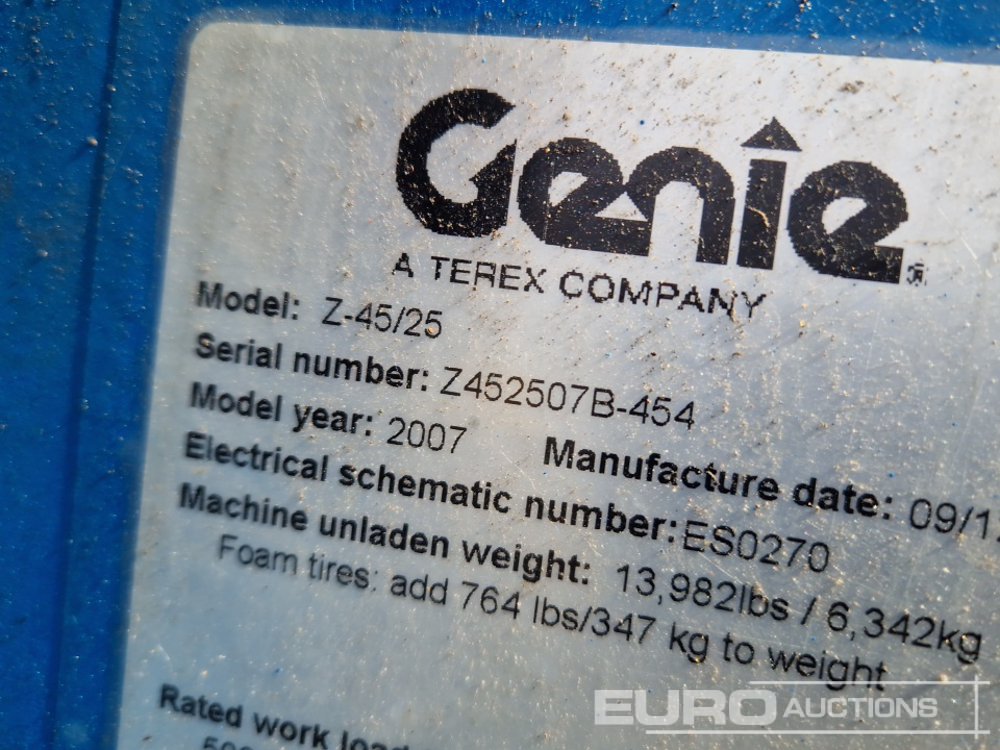 Genie
A TEREX COMPANY
Model: Z-45/25
Serial number: Z452507B-454
Model year: 2007 Manufacture date: 09/1
Electrical schematic number: ES0270
Machine unladen weight: 13,982lbs / 6,342kg
Foam tires: add 764 lbs/347 kg to weight
Rated work load
500
EURO AUCTIONS